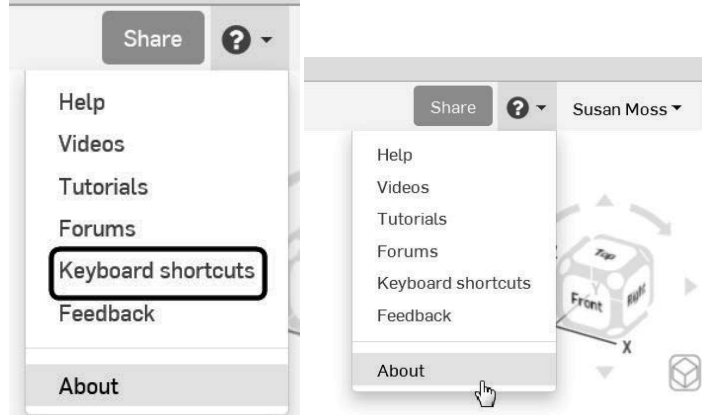 Share ?
Help
Videos
Tutorials
Forums
Keyboard shortcuts
Feedback
About
Share ? Susan Moss
Help
Videos
Tutorials
Forums
Keyboard shortcuts
Feedback
About
Top
Front Right
Y
X